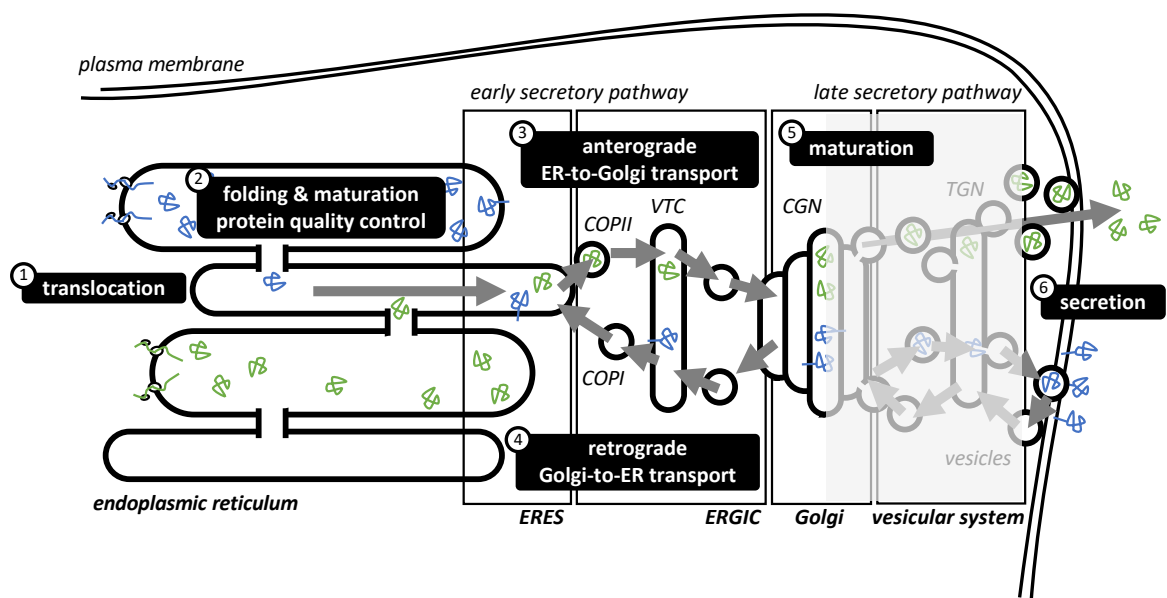 plasma membrane
early secretory pathway
late secretory pathway
3
anterograde
ER-to-Golgi transport
5
maturation
2
folding & maturation
protein quality control
TGN
COPII
VTC
CGN
1
translocation
6
secretion
COPI
4
retrograde
Golgi-to-ER transport
vesicles
endoplasmic reticulum
ERES
ERGIC
Golgi
vesicular system